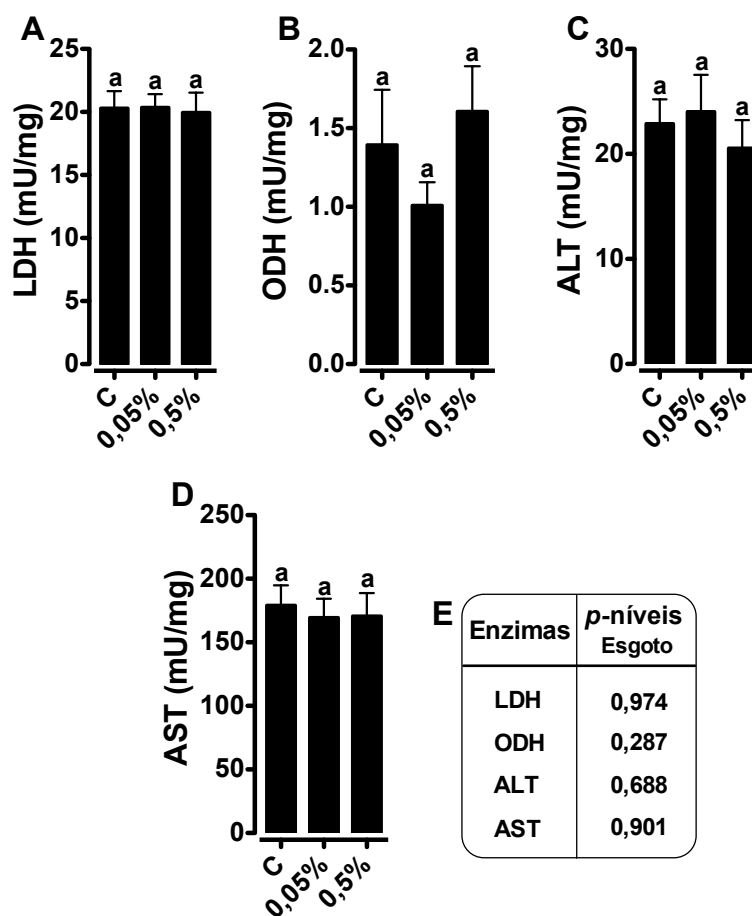 A
LDH (mU/mg)
25
20
15
10
5
0
a
a
a
C
0,05%
0,5%
B
ODH (mU/mg)
2.0
1.5
1.0
0.5
0.0
a
a
a
C
0,05%
0,5%
C
ALT (mU/mg)
30
20
10
0
a
a
a
C
0,05%
0,5%
D
AST (mU/mg)
250
200
150
100
50
0
a
a
a
C
0,05%
0,5%
E
Enzimas p-níveis
Esgoto
LDH 0,974
ODH 0,287
ALT 0,688
AST 0,901